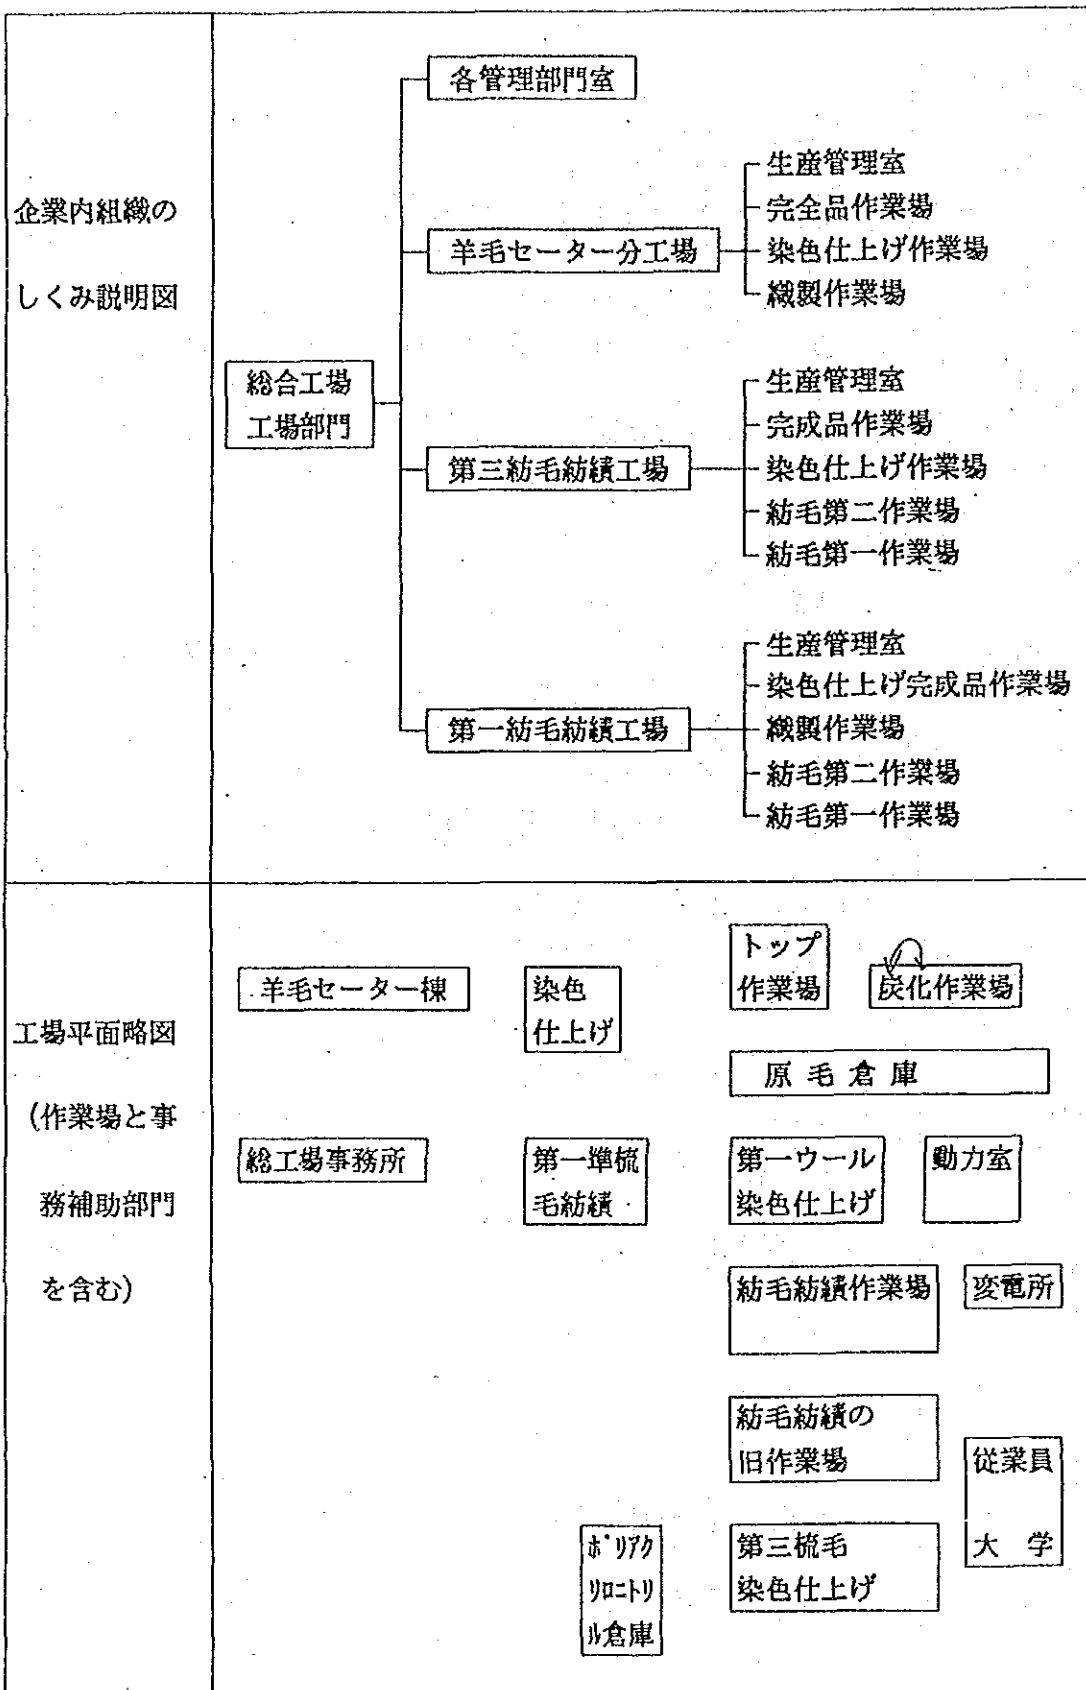 企業内組織の
しくみ説明図
総合工場
工場部門
各管理部門室
羊毛セーター分工場
生産管理室
完全品作業場
染色仕上げ作業場
織製作業場
第三紡毛紡績工場
生産管理室
完成品作業場
染色仕上げ作業場
紡毛第二作業場
紡毛第一作業場
第一紡毛紡績工場
生産管理室
染色仕上げ完成品作業場
織製作業場
紡毛第二作業場
紡毛第一作業場
工場平面略図
(作業場と事
務補助部門
を含む)
羊毛セーター棟
染色
仕上げ
トップ
作業場
炭化作業場
原毛倉庫
総工場事務所
第一準梳
毛紡績
第一ウール
染色仕上げ
動力室
紡毛紡績作業場
変電所
紡毛紡績の
旧作業場
従業員
大 学
ポリアク
リロニトリ
ル倉庫
第三梳毛
染色仕上げ